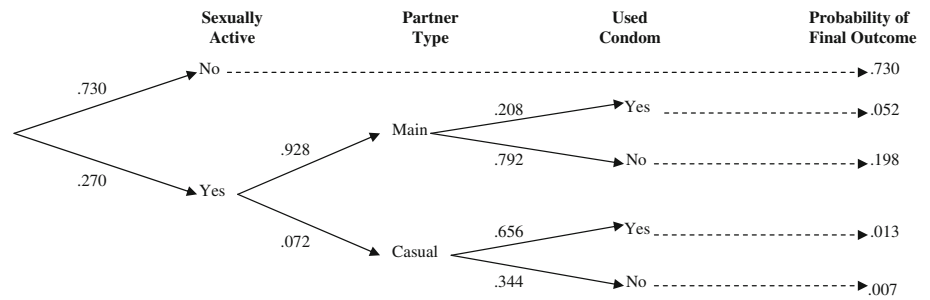 Sexually Active
Partner Type
Used Condom
Probability of Final Outcome
No
.730
.730
Yes
.208
.052
Main
.928
.792
No
.198
.270
Yes
.656
Yes
.013
.072
Casual
.344
No
.007